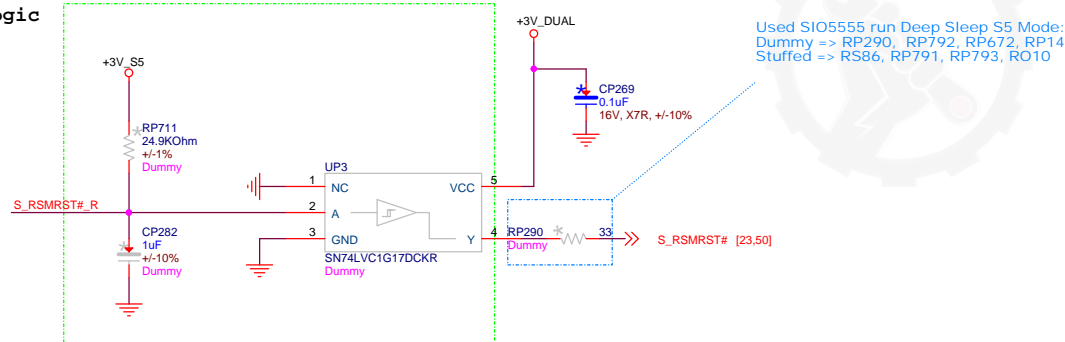 ogic
+3V_DUAL
Used SIO5555 run Deep Sleep S5 Mode:
Dummy => RP290, RP792, RP672, RP14
Stuffed => RS86, RP791, RP793, RO10
+3V_S5
*
CP269
0.1uF
16V, X7R, +/-10%
*
RP711
24.9KOhm
+/-1%
Dummy
UP3
1
NC
VCC
5
S_RSMRST#_R
2
A
CP282
1uF
+/-10%
Dummy
*
3
GND
Y
4
RP290
*
33
Dummy
S_RSMRST# [23,50]
SN74LVC1G17DCKR
Dummy